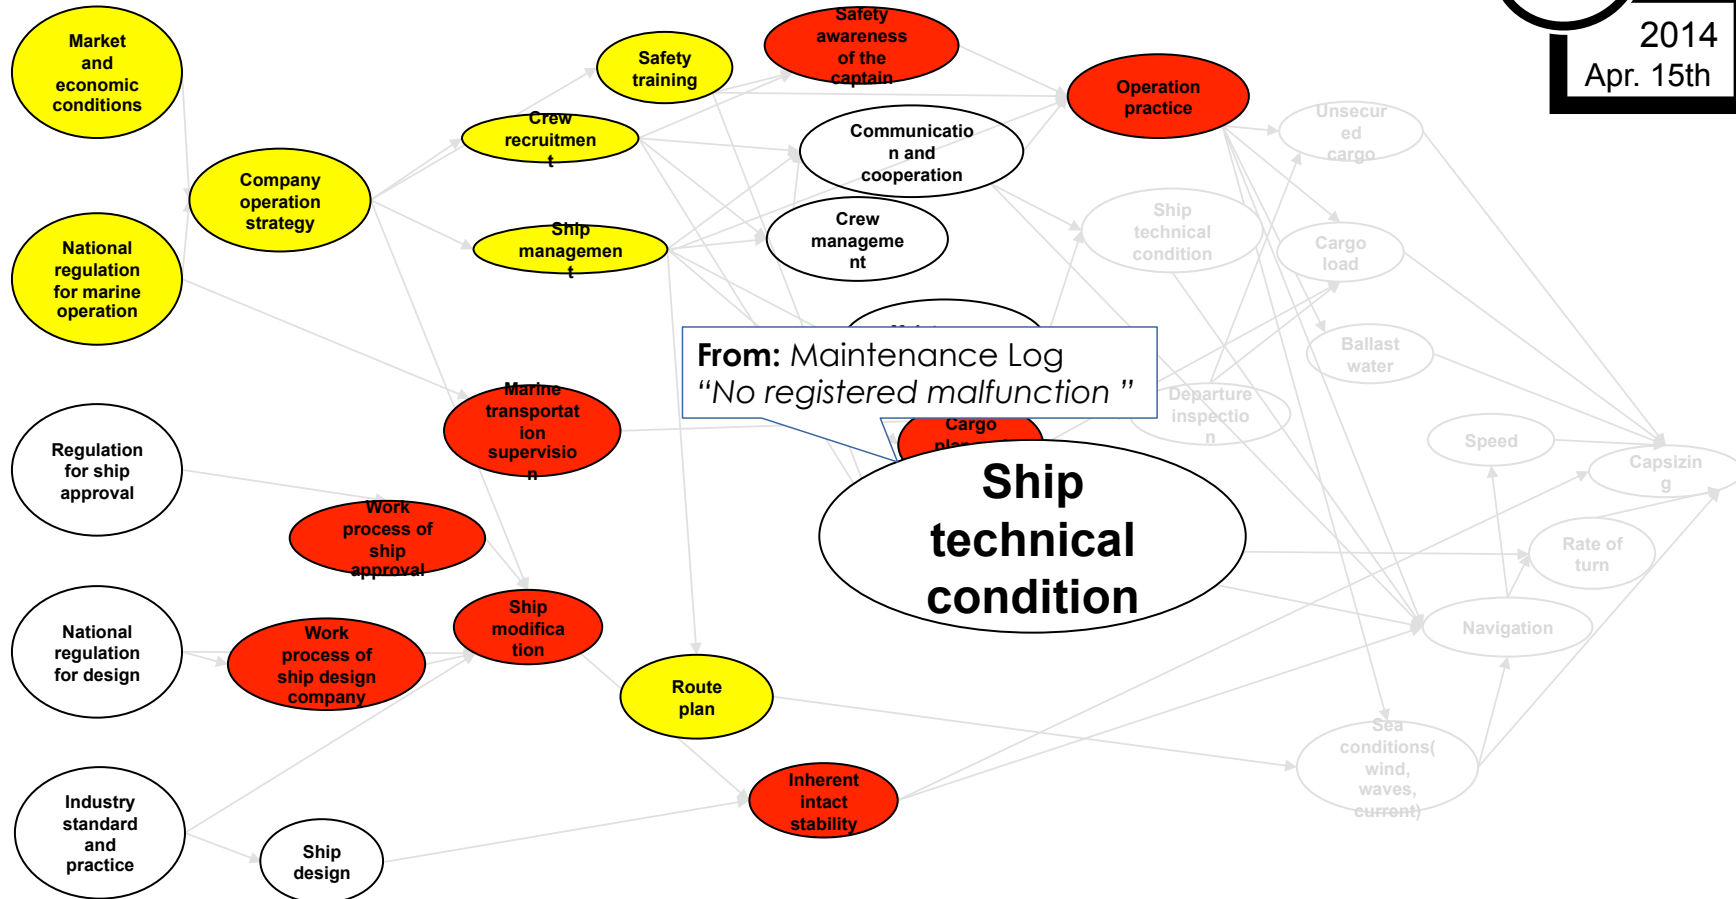 2014
Apr. 15th
Market
and
economic
conditions
National
regulation
for marine
operation
Regulation
for ship
approval
National
regulation
for design
Industry
standard
and
practice
Company
operation
strategy
Work
process of
ship
approval
Work
process of
ship design
company
Ship
design
Crew
recruitmen
t
Ship
managemen
t
Marine
transportat
ion
supervisio
n
Ship
modifica
tion
Safety
training
Route
plan
Safety
awareness
of the
captain
Communicatio
n and
cooperation
Crew
manageme
nt
From: Maintenance Log
“No registered malfunction ”
Cargo
Ship
technical
condition
Inherent
intact
stability
Operation
practice
Ship
technical
condition
Departure
inspectio
n
Unsecur
ed
cargo
Cargo
load
Ballast
water
Speed
Capsizin
g
Rate of
turn
Navigation
Sea
conditions(
wind,
waves,
current)